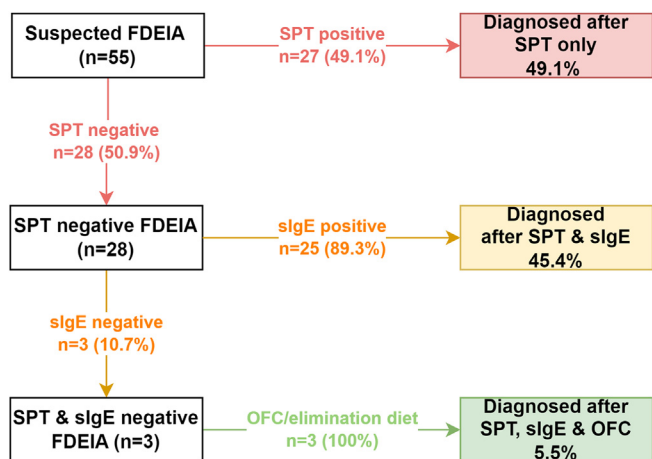 Suspected FDEIA
(n=55)
SPT positive
n=27 (49.1%)
Diagnosed after
SPT only
49.1%
SPT negative
n=28 (50.9%)
SPT negative FDEIA
(n=28)
sIgE positive
n=25 (89.3%)
Diagnosed
after SPT & sIgE
45.4%
sIgE negative
n=3 (10.7%)
SPT & sIgE negative
FDEIA (n=3)
OFC/elimination diet
n=3 (100%)
Diagnosed after
SPT, sIgE & OFC
5.5%